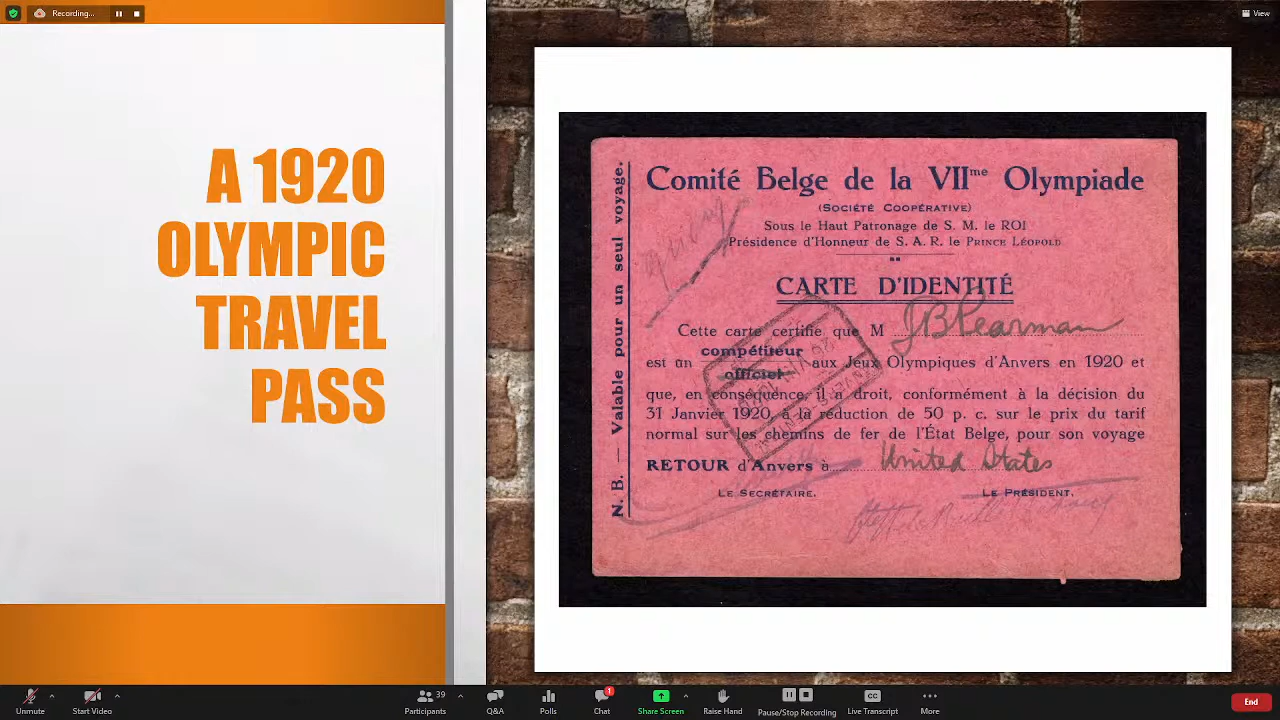 Recording...
View
A 1920
OLYMPIC
TRAVEL
PASS
N. B. — Valable pour un seul voyage.
Comité Belge de la VIIme Olympiade
(SOCIÉTÉ COOPÉRATIVE)
Sous le Haut Patronage de S. M. le ROI
Présidence d'Honneur de S. A. R. le PRINCE LÉOPOLD
CARTE D'IDENTITÉ
Cette carte certifie que M J B Pearman
compétiteur
est un officiel aux Jeux Olympiques d'Anvers en 1920 et
que, en conséquence, il a droit, conformément à la décision du
31 Janvier 1920, à la réduction de 50 p. c. sur le prix du tarif
normal sur les chemins de fer de l'État Belge, pour son voyage
RETOUR d'Anvers à United States
LE SECRÉTAIRE.
LE PRÉSIDENT.
Unmute
Start Video
Participants
39
Q&A
Polls
Chat
1
Share Screen
Raise Hand
Pause/Stop Recording
CC
Live Transcript
More
End